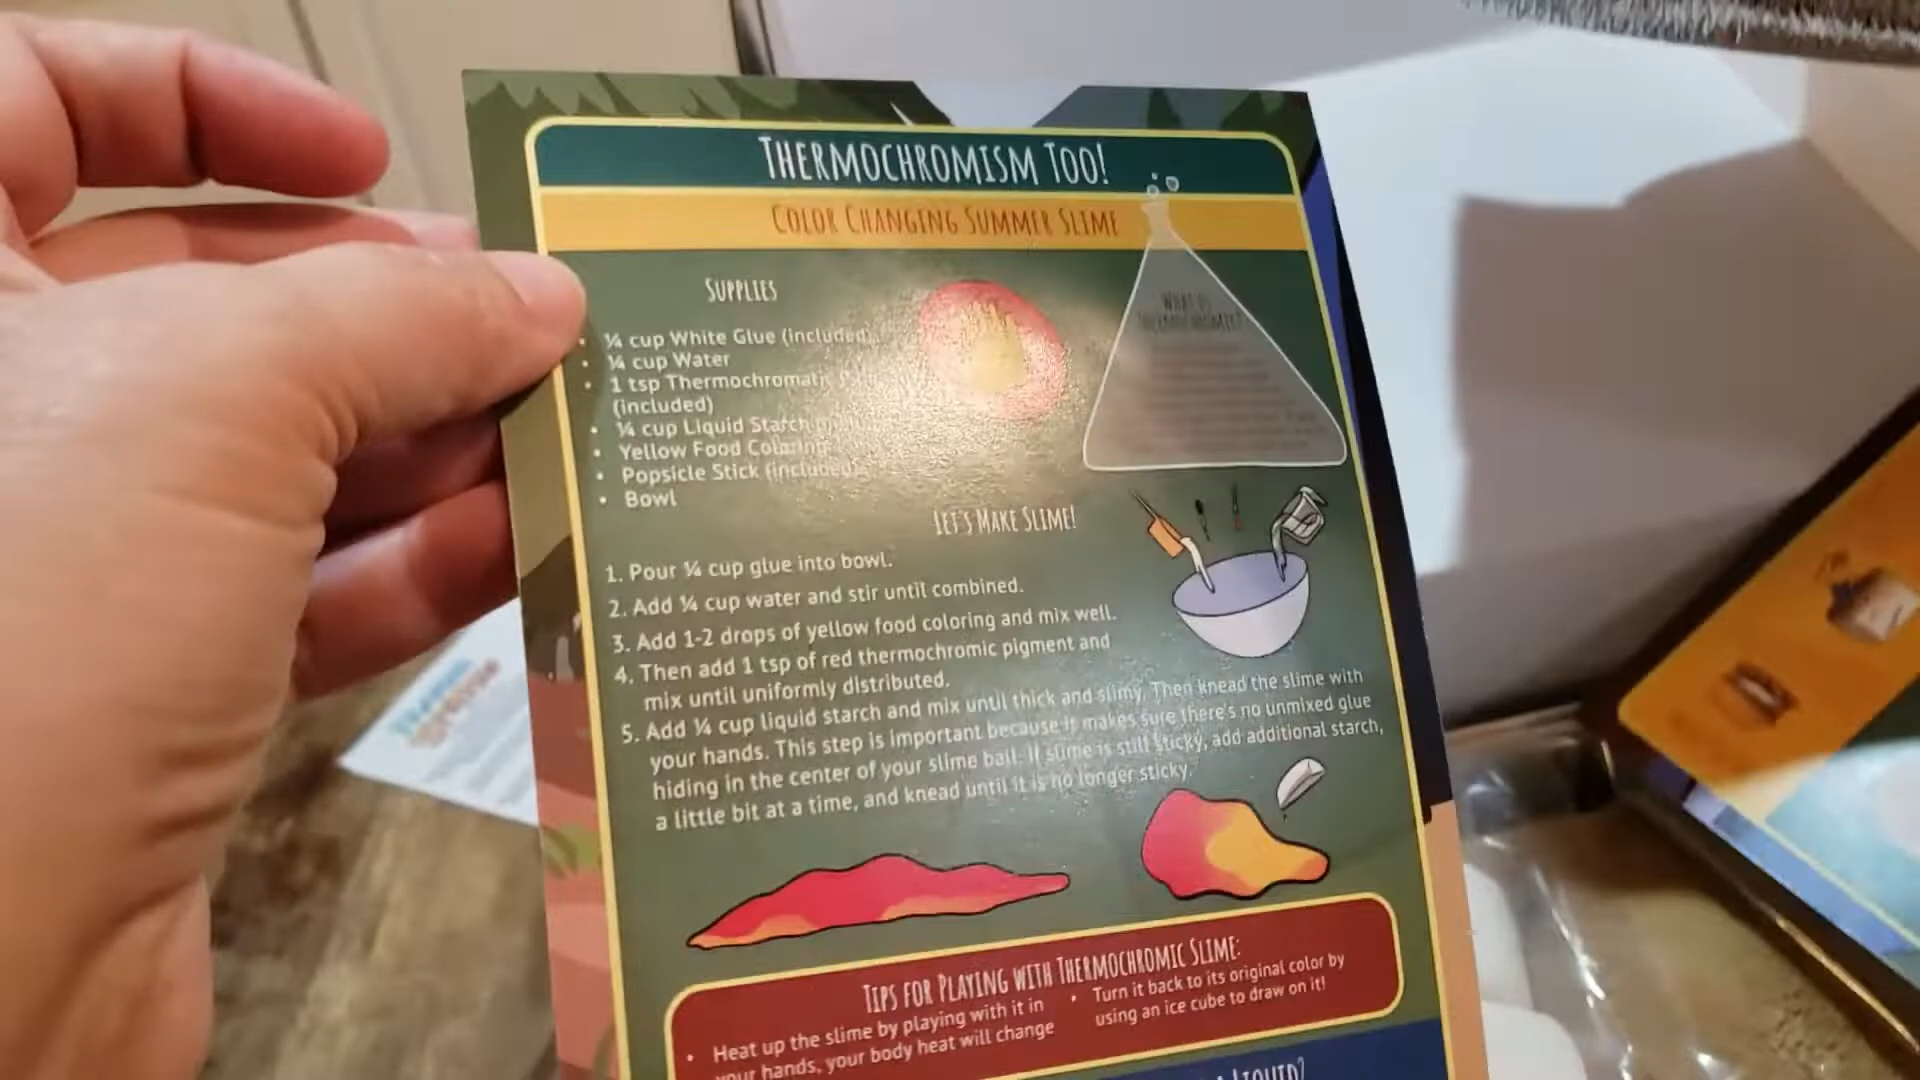 THERMOCHROMISM TOO!
COLOR CHANGING SUMMER SLIME
SUPPLIES
• ¼ cup White Glue (included)
• ¼ cup Water
• 1 tsp Thermochromatic
(included)
• ¼ cup Liquid Starch
• Yellow Food Coloring
• Popsicle Stick (included)
• Bowl
WHAT IS
THERMOCHROMIC?
LET'S MAKE SLIME!
1. Pour ¼ cup glue into bowl.
2. Add ¼ cup water and stir until combined.
3. Add 1-2 drops of yellow food coloring and mix well.
4. Then add 1 tsp of red thermochromic pigment and
mix until uniformly distributed.
5. Add ¼ cup liquid starch and mix until thick and slimy. Then knead the slime with
your hands. This step is important because it makes sure there's no unmixed glue
hiding in the center of your slime ball. If slime is still sticky, add additional starch,
a little bit at a time, and knead until it is no longer sticky.
TIPS FOR PLAYING WITH THERMOCHROMIC SLIME:
• Heat up the slime by playing with it in
your hands, your body heat will change
• Turn it back to its original color by
using an ice cube to draw on it!
LIQUID?